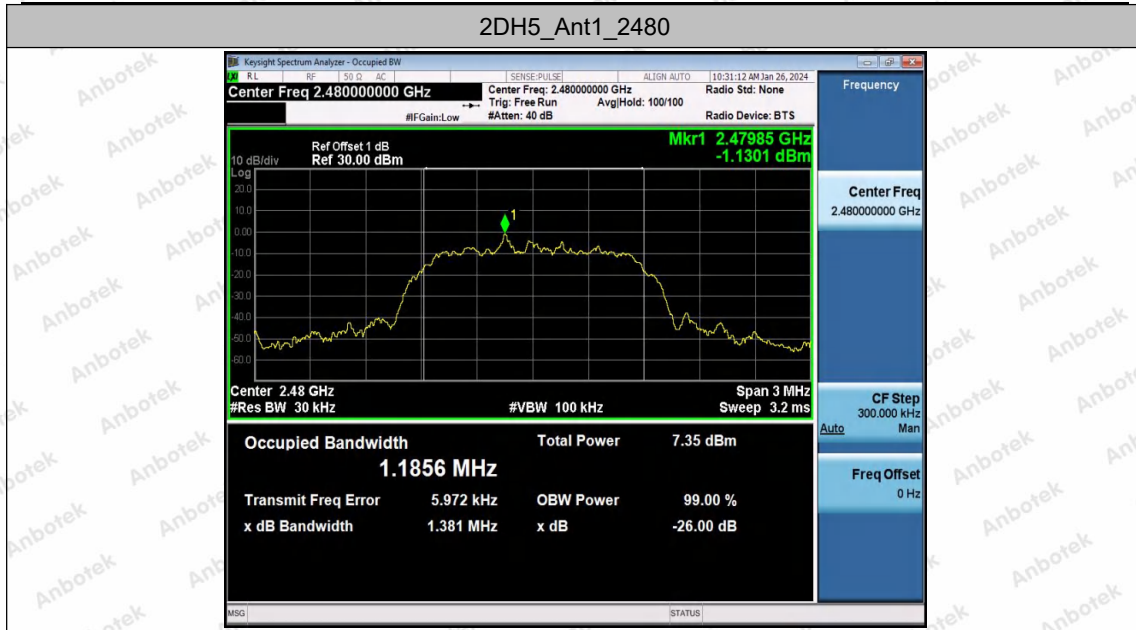 2DH5_Ant1_2480
Keysight Spectrum Analyzer - Occupied BW
LXI RL RF 50 Ω AC SENSE:PULSE ALIGN AUTO 10:31:12 AM Jan 26, 2024
Center Freq 2.480000000 GHz
Center Freq: 2.480000000 GHz
Radio Std: None
Trig: Free Run Avg|Hold: 100/100
#IFGain:Low #Atten: 40 dB Radio Device: BTS
Frequency
Mkr1 2.47985 GHz
-1.1301 dBm
Ref Offset 1 dB
10 dB/div Ref 30.00 dBm
Log
20.0
10.0
0.00
-10.0
-20.0
-30.0
-40.0
-50.0
-60.0
1
Center 2.48 GHz Span 3 MHz
#Res BW 30 kHz #VBW 100 kHz Sweep 3.2 ms
Center Freq
2.480000000 GHz
CF Step
300.000 kHz
Auto Man
Freq Offset
0 Hz
Occupied Bandwidth Total Power 7.35 dBm
1.1856 MHz
Transmit Freq Error 5.972 kHz OBW Power 99.00 %
x dB Bandwidth 1.381 MHz x dB -26.00 dB
MSG STATUS
Anbotek